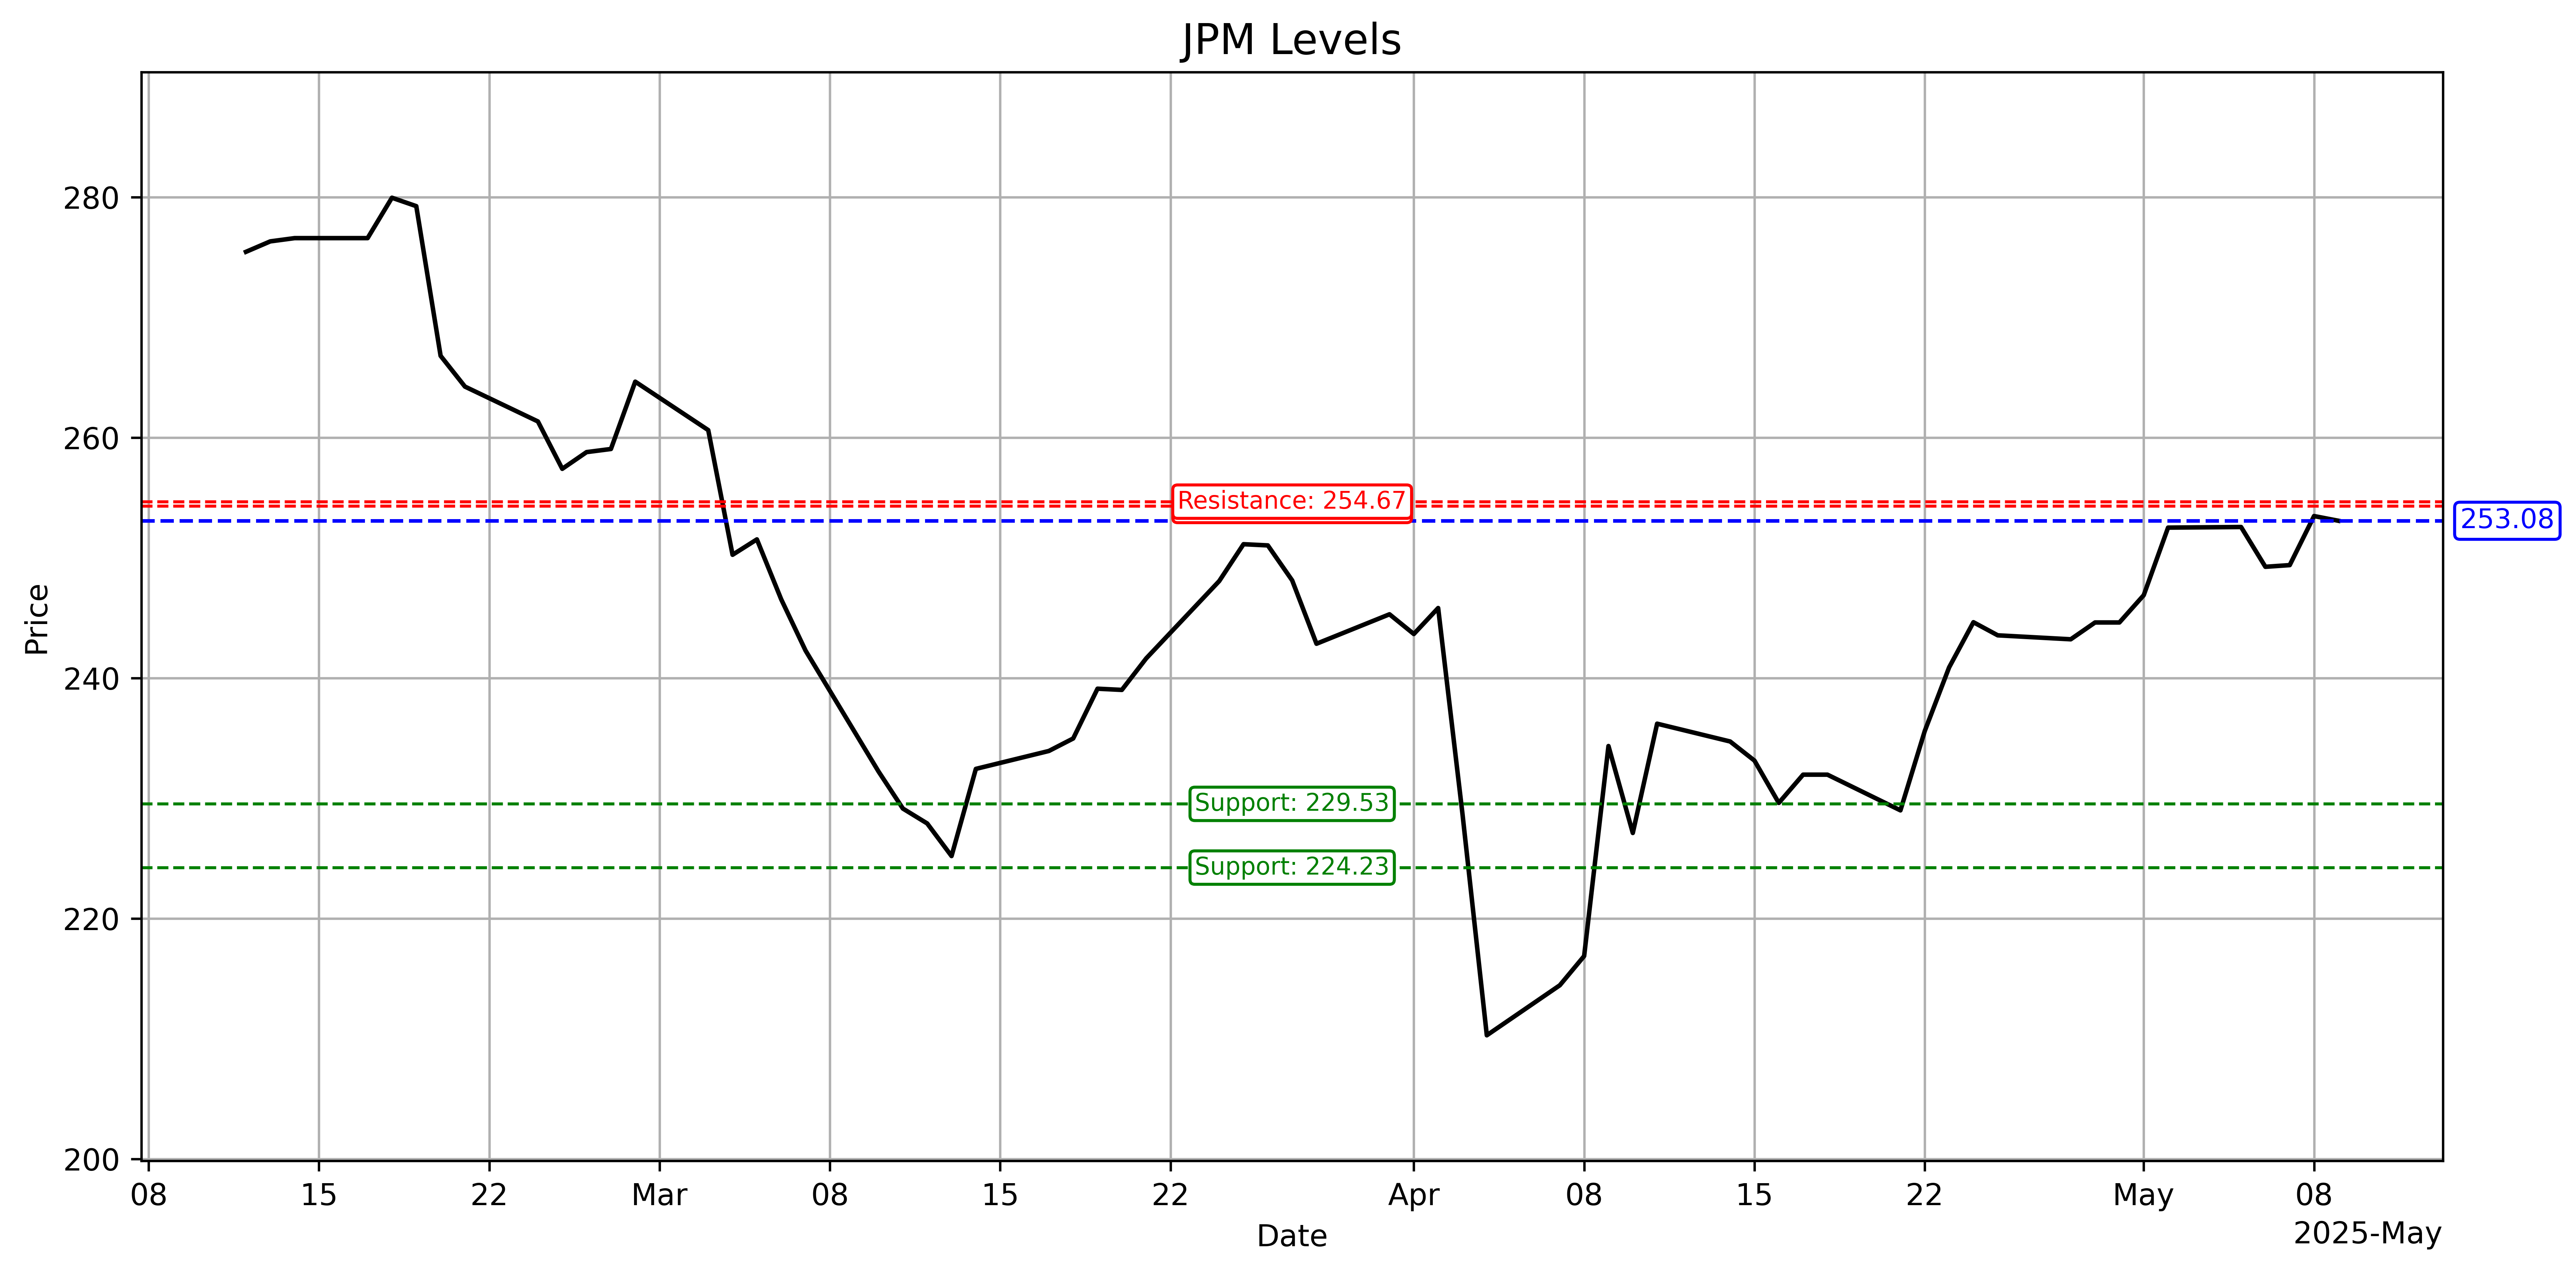 JPM Levels
280
260
240
220
200
Price
Resistance: 254.67
253.08
Support: 229.53
Support: 224.23
08 15 22 Mar 08 15 22 Apr 08 15 22 May 08
2025-May
Date